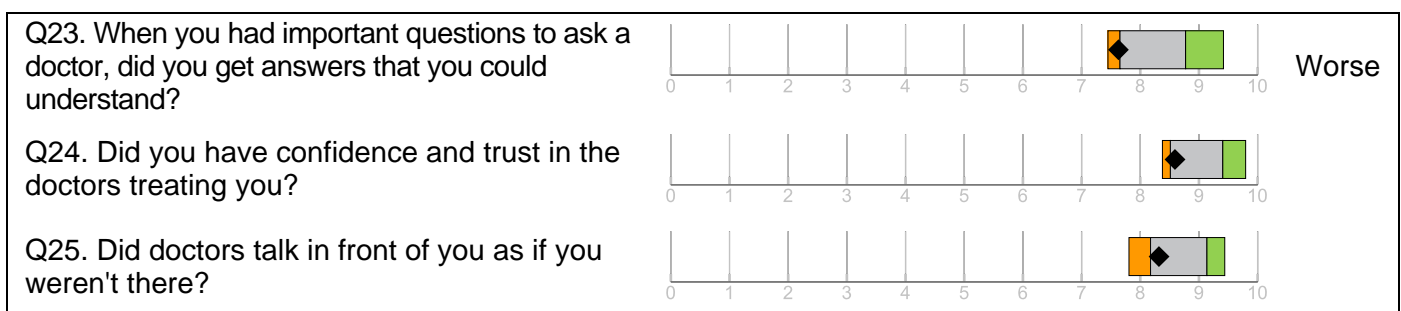 Q23. When you had important questions to ask a
doctor, did you get answers that you could
understand?
Worse
0 1 2 3 4 5 6 7 8 9 10
Q24. Did you have confidence and trust in the
doctors treating you?
0 1 2 3 4 5 6 7 8 9 10
Q25. Did doctors talk in front of you as if you
weren't there?
0 1 2 3 4 5 6 7 8 9 10